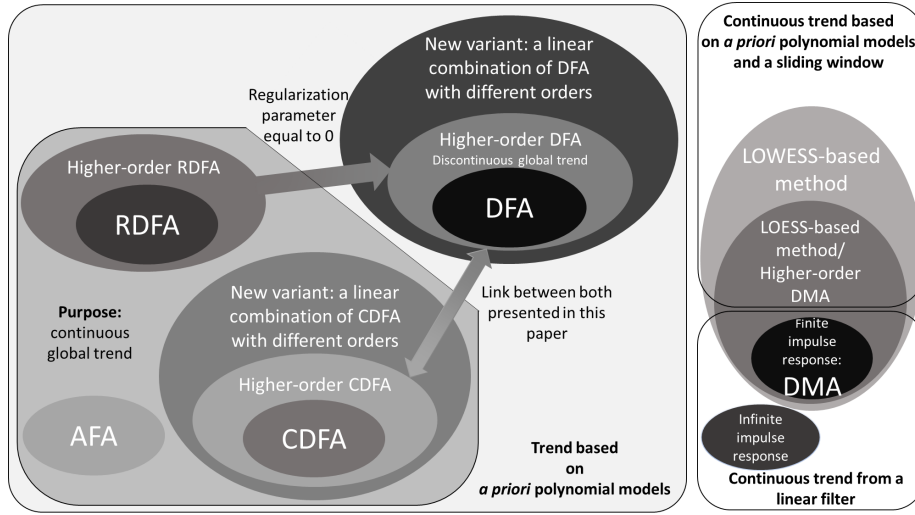 New variant: a linear
combination of DFA
with different orders
Regularization
parameter
equal to 0
Higher-order DFA
Discontinuous global trend
DFA
Higher-order RDFA
RDFA
Purpose:
continuous
global trend
New variant: a linear
combination of CDFA
with different orders
Link between both
presented in this
paper
Higher-order CDFA
CDFA
AFA
Trend based
on
a priori polynomial models
Continuous trend based
on a priori polynomial models
and a sliding window
LOWESS-based
method
LOESS-based
method/
Higher-order
DMA
Finite
impulse
response:
DMA
Infinite
impulse
response
Continuous trend from a
linear filter